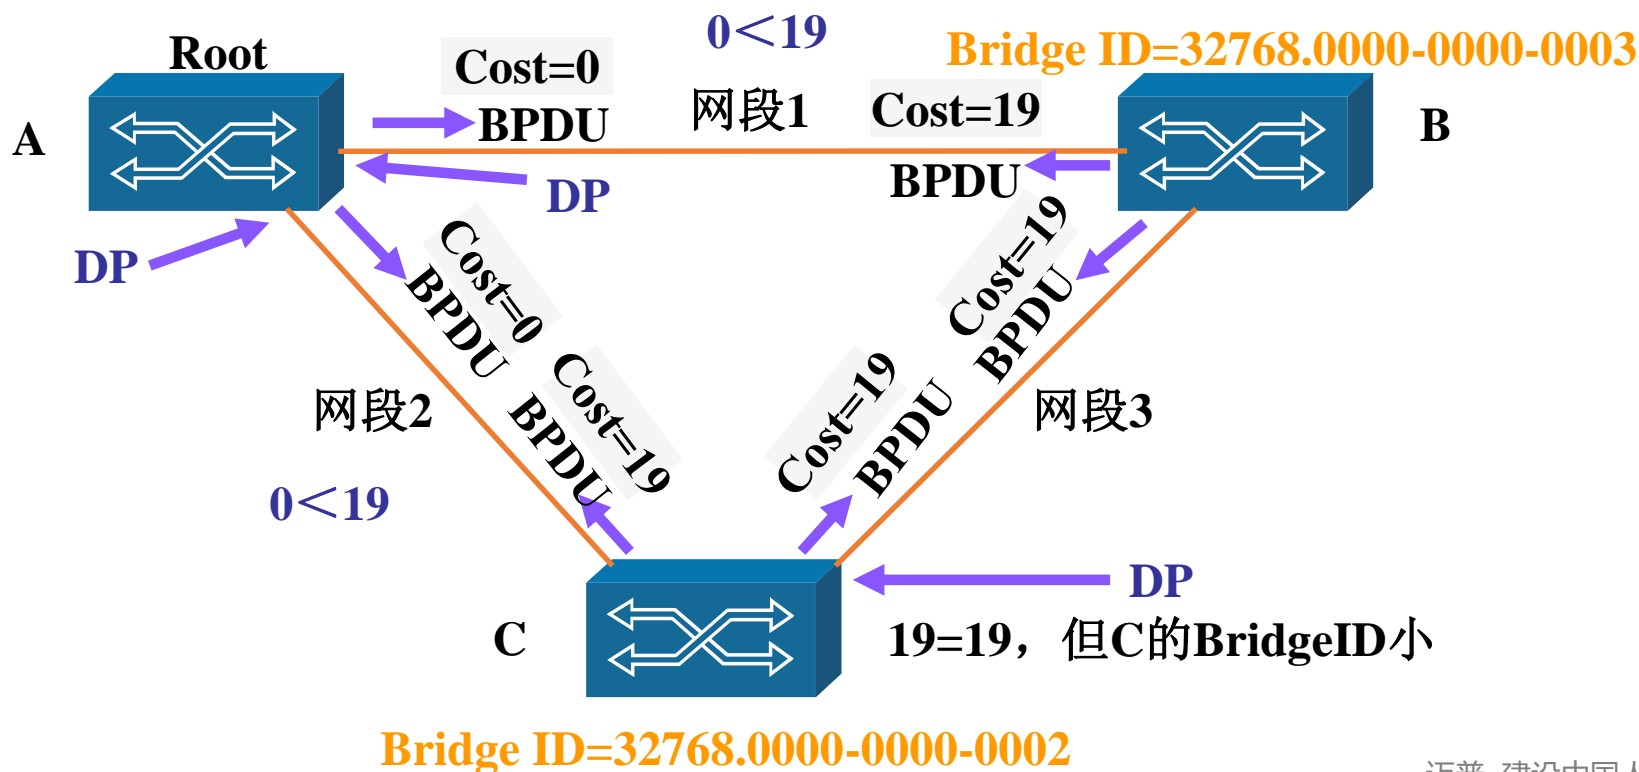 0＜19
Bridge ID=32768.0000-0000-0003
Root
Cost=0
网段1
Cost=19
BPDU
A
B
BPDU
DP
DP
Cost=0
BPDU
Cost=19
BPDU
网段2
Cost=19
BPDU
Cost=19
BPDU
网段3
0＜19
DP
C
19=19，但C的BridgeID小
Bridge ID=32768.0000-0000-0002